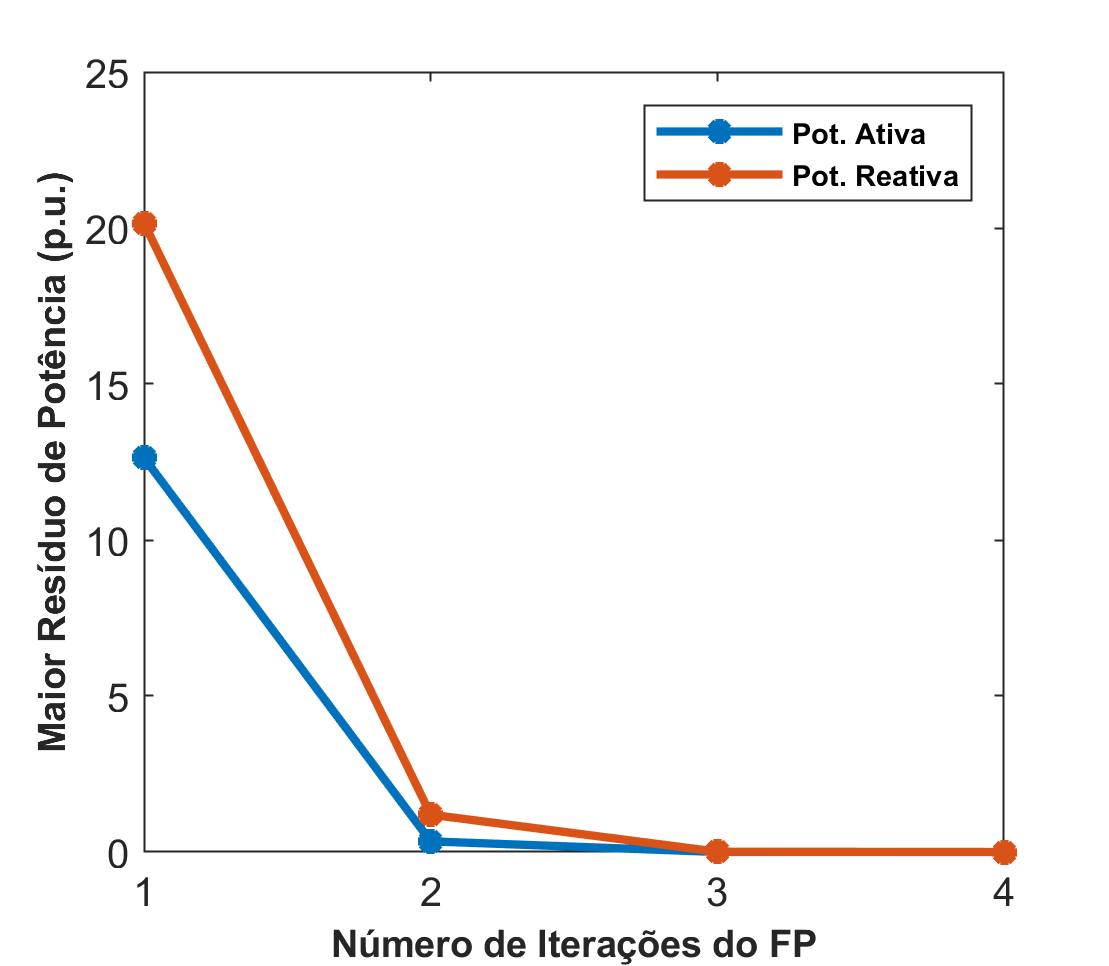 25
20
15
10
5
0
1
2
3
4
Maior Resíduo de Potência (p.u.)
Número de Iterações do FP
Pot. Ativa
Pot. Reativa